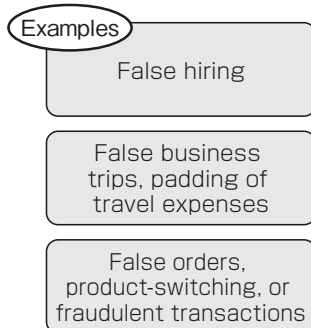 Examples
False hiring
False business
trips, padding of
travel expenses
False orders,
product-switching, or
fraudulent transactions